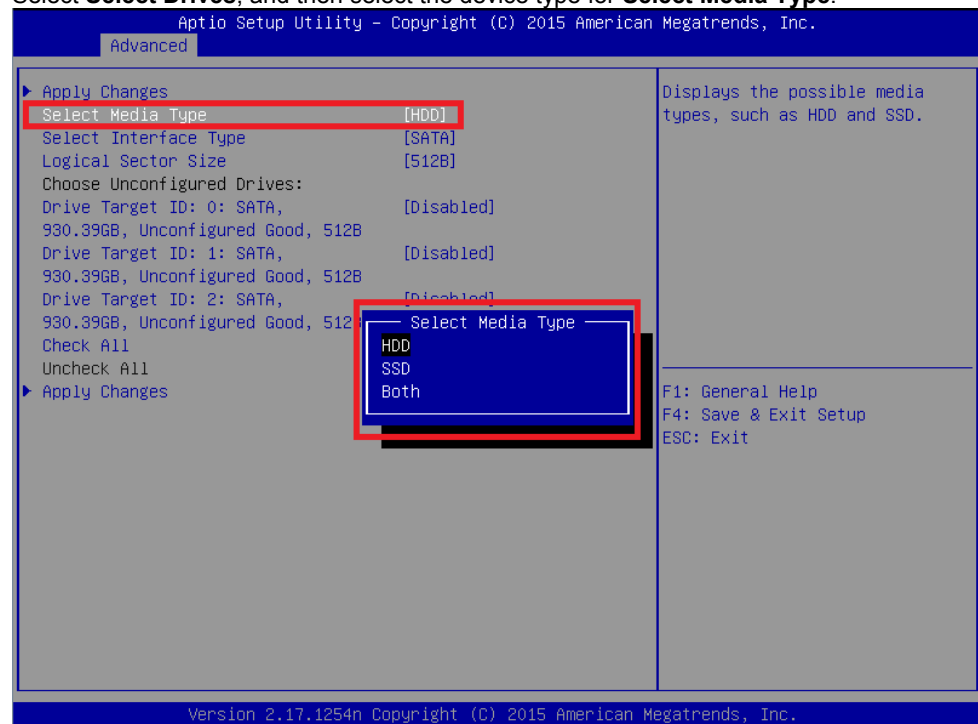 Select Select Drives, and then select the device type for Select Media Type.
Aptio Setup Utility – Copyright (C) 2015 American Megatrends, Inc.
Advanced
Apply Changes
Select Media Type [HDD]
Select Interface Type [SATA]
Logical Sector Size [512B]
Choose Unconfigured Drives:
Drive Target ID: 0: SATA, [Disabled]
930.39GB, Unconfigured Good, 512B
Drive Target ID: 1: SATA, [Disabled]
930.39GB, Unconfigured Good, 512B
Drive Target ID: 2: SATA, [Disabled]
930.39GB, Unconfigured Good, 512
Check All
Uncheck All
Apply Changes
Select Media Type
HDD
SSD
Both
Displays the possible media
types, such as HDD and SSD.
F1: General Help
F4: Save & Exit Setup
ESC: Exit
Version 2.17.1254n Copyright (C) 2015 American Megatrends, Inc.